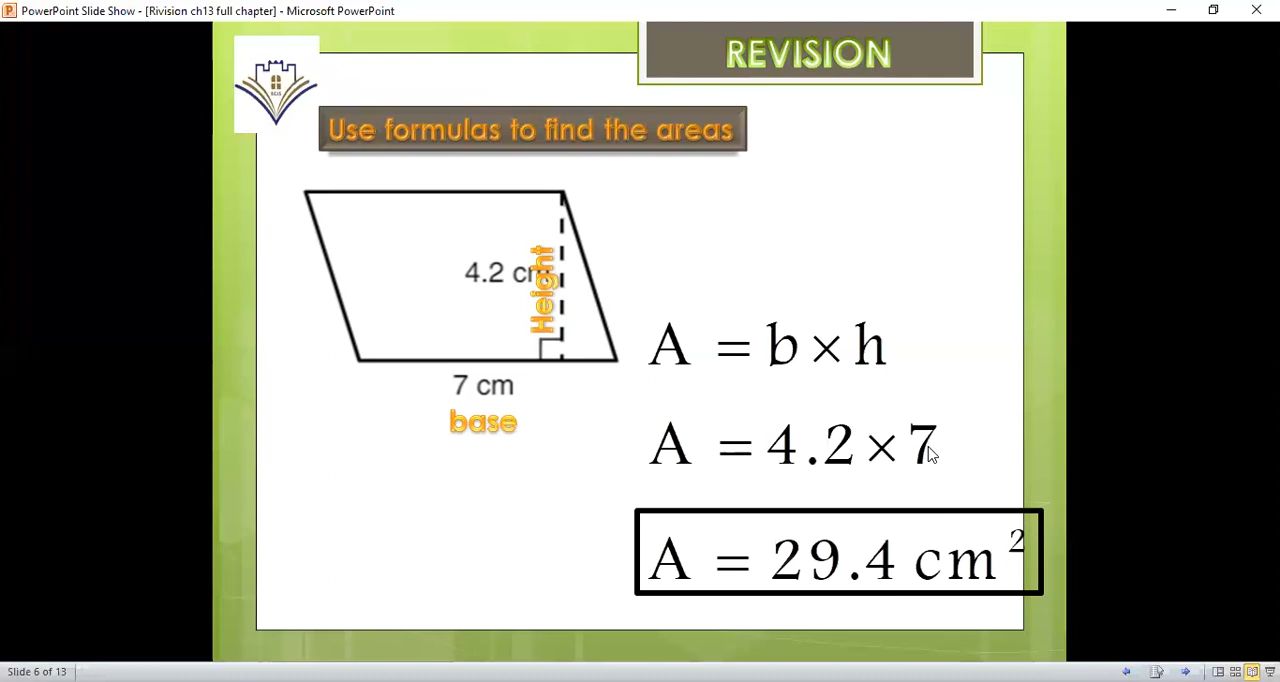 PowerPoint Slide Show - [Rivision ch13 full chapter] - Microsoft PowerPoint
REVISION
Use formulas to find the areas
4.2 cm
Height
7 cm
base
A = b × h
A = 4.2 × 7
A = 29.4 cm²
Slide 6 of 13